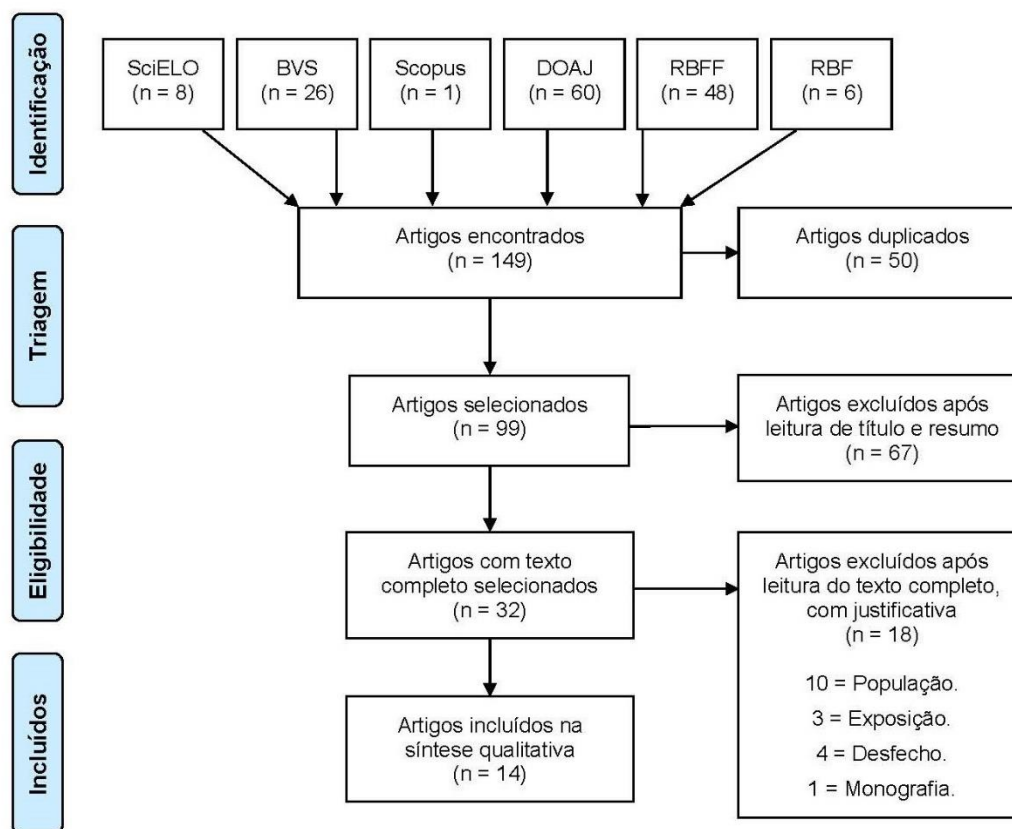 Identificação
SciELO
(n = 8)
BVS
(n = 26)
Scopus
(n = 1)
DOAJ
(n = 60)
RBFF
(n = 48)
RBF
(n = 6)
Triagem
Artigos encontrados
(n = 149)
Artigos duplicados
(n = 50)
Artigos selecionados
(n = 99)
Artigos excluídos após
leitura de título e resumo
(n = 67)
Eligibilidade
Artigos com texto
completo selecionados
(n = 32)
Artigos excluídos após
leitura do texto completo,
com justificativa
(n = 18)
10 = População.
3 = Exposição.
4 = Desfecho.
1 = Monografia.
Incluídos
Artigos incluídos na
síntese qualitativa
(n = 14)